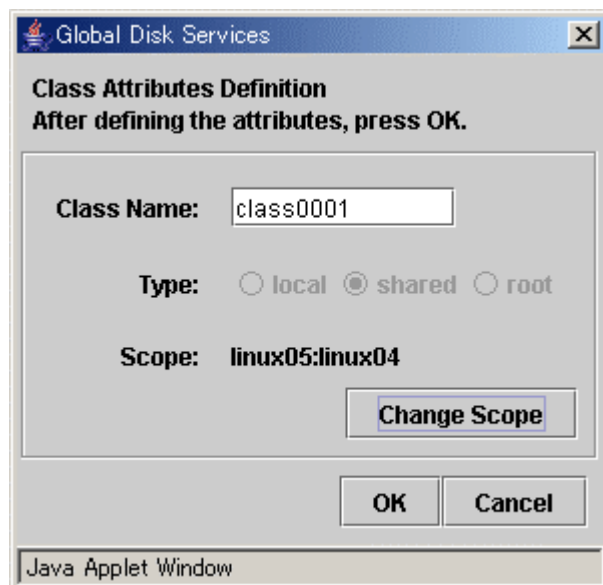 Global Disk Services
Class Attributes Definition
After defining the attributes, press OK.
Class Name: class0001
Type: local shared root
Scope: linux05:linux04
Change Scope
OK Cancel
Java Applet Window